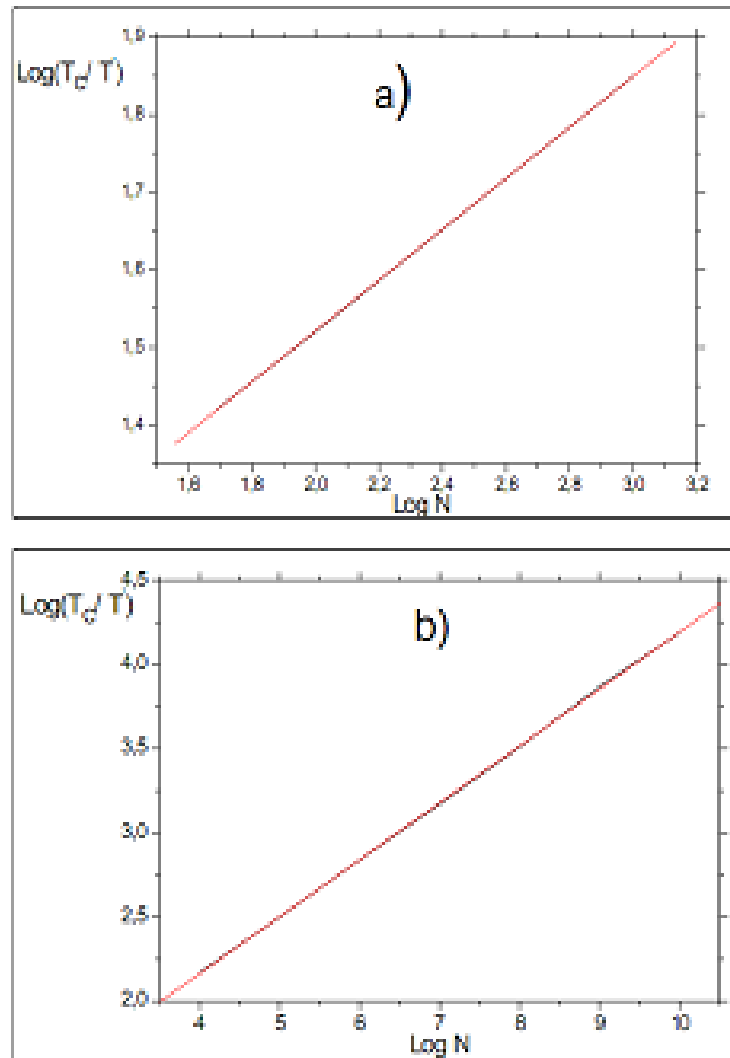 1,9
Log(T_c/ T)
a)
1,8
1,7
1,6
1,5
1,4
1,6 1,8 2,0 2,2 2,4 2,6 2,8 3,0 3,2
Log N
4,5
Log(T_c/ T)
b)
4,0
3,5
3,0
2,5
2,0
4 5 6 7 8 9 10
Log N